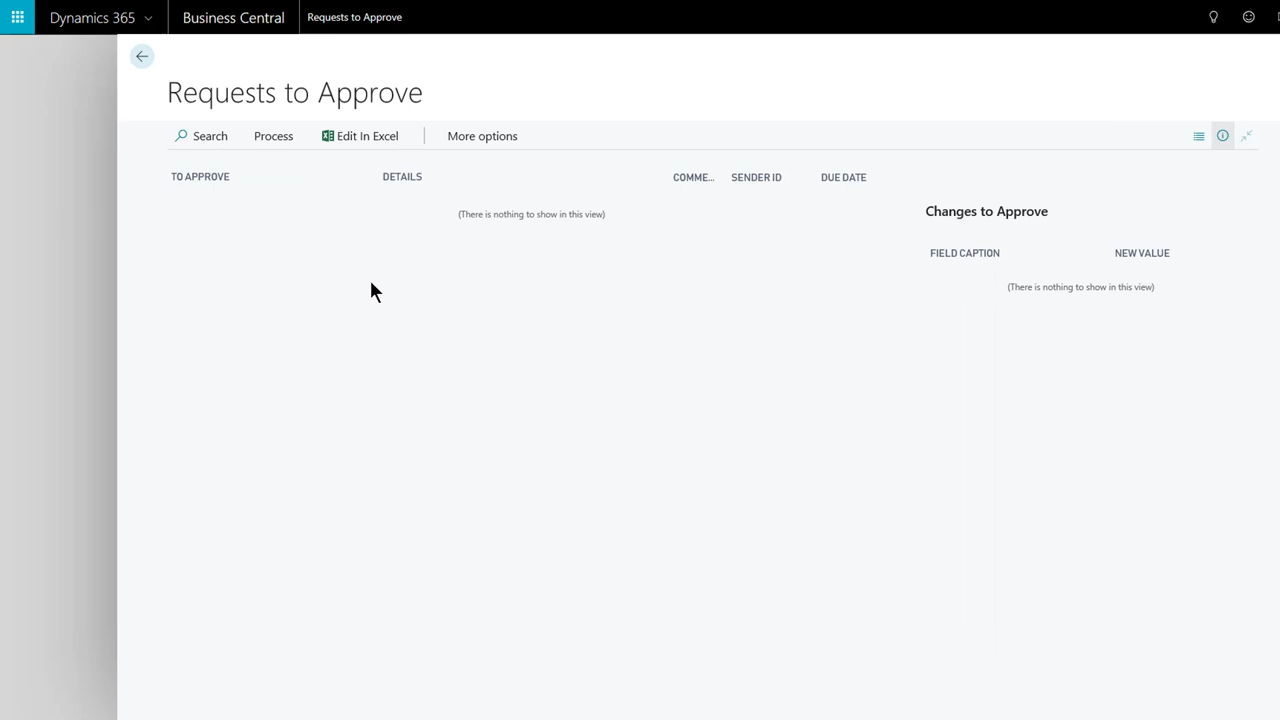 Dynamics 365
Business Central
Requests to Approve
Requests to Approve
Search
Process
Edit In Excel
More options
TO APPROVE
DETAILS
COMME...
SENDER ID
DUE DATE
(There is nothing to show in this view)
Changes to Approve
FIELD CAPTION
NEW VALUE
(There is nothing to show in this view)